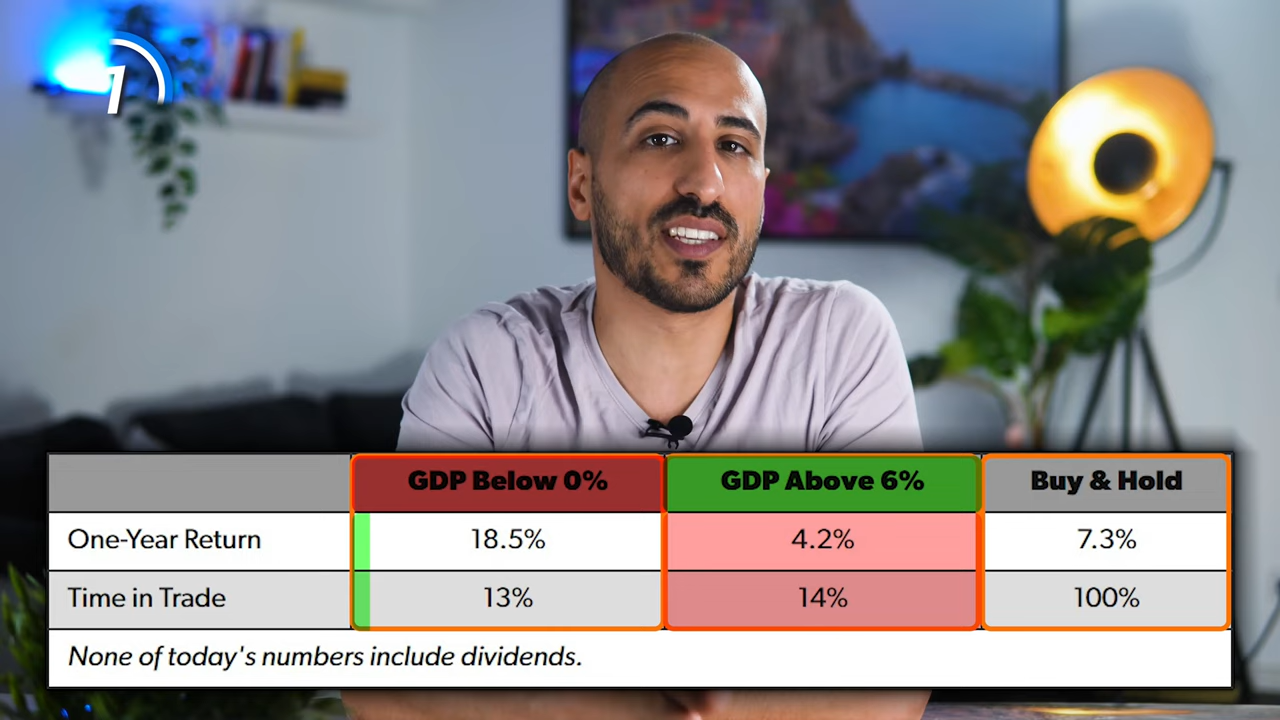 1
GDP Below 0% GDP Above 6% Buy & Hold
One-Year Return 18.5% 4.2% 7.3%
Time in Trade 13% 14% 100%
None of today's numbers include dividends.